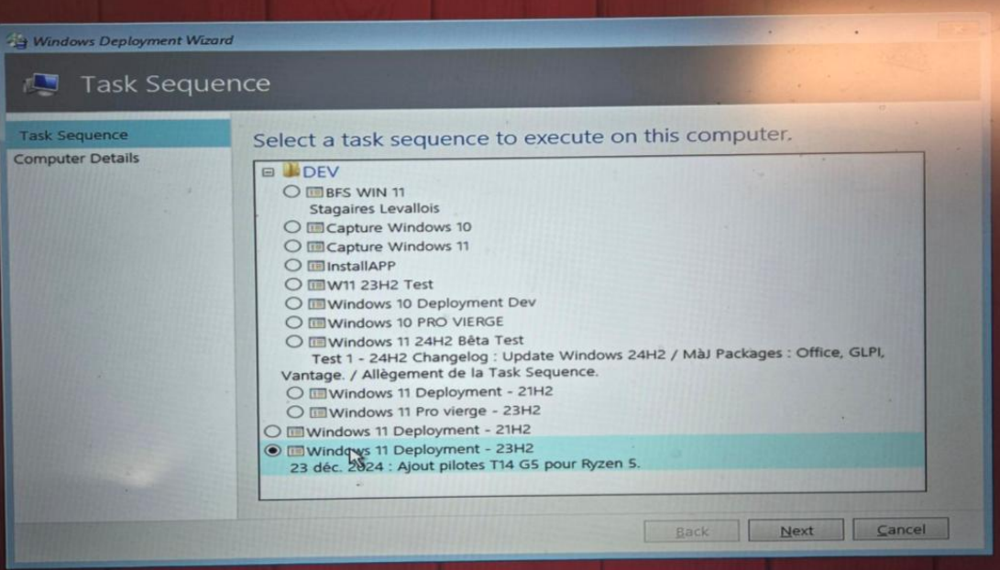 Windows Deployment Wizard
Task Sequence
Task Sequence
Computer Details
Select a task sequence to execute on this computer.
DEV
BFS WIN 11
Stagaires Levallois
Capture Windows 10
Capture Windows 11
InstallAPP
W11 23H2 Test
Windows 10 Deployment Dev
Windows 10 PRO VIERGE
Windows 11 24H2 Bêta Test
Test 1 - 24H2 Changelog : Update Windows 24H2 / MàJ Packages : Office, GLPI,
Vantage. / Allègement de la Task Sequence.
Windows 11 Deployment - 21H2
Windows 11 Pro vierge - 23H2
Windows 11 Deployment - 21H2
Windows 11 Deployment - 23H2
23 déc. 2024 : Ajout pilotes T14 G5 pour Ryzen 5.
Back Next Cancel